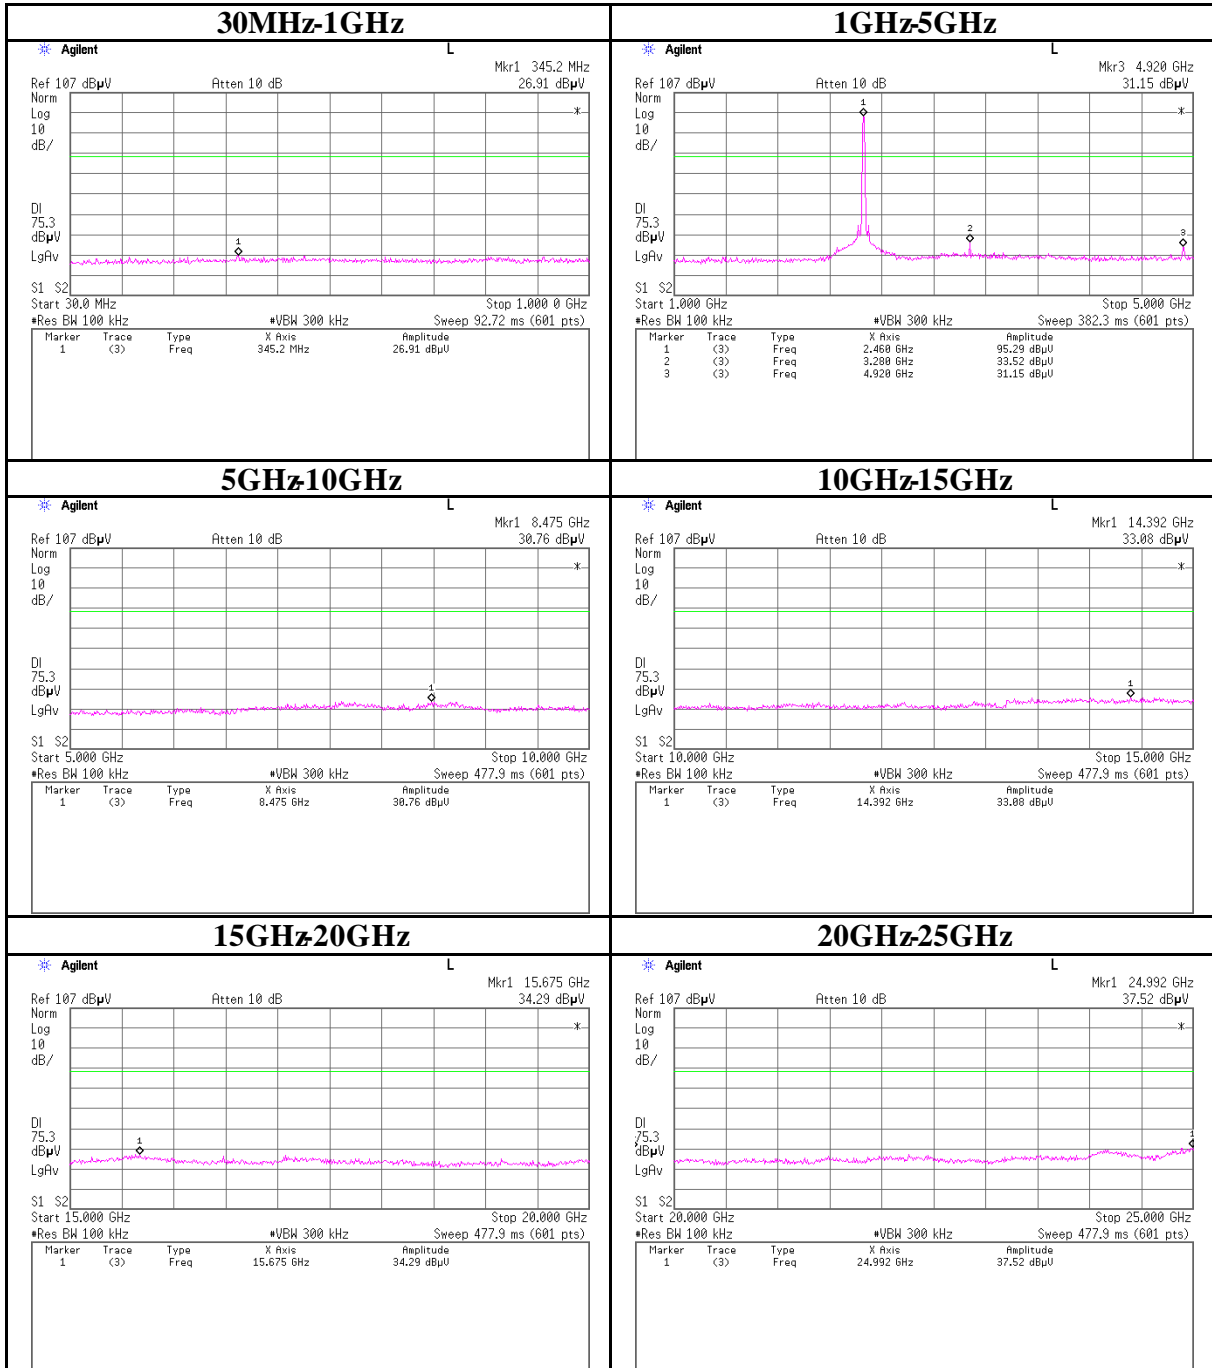 30MHz-1GHz
Agilent
L
Mkr1 345.2 MHz
Ref 107 dBµV Atten 10 dB 26.91 dBµV
Norm
Log
10
dB/
1
DI
75.3
dBµV
LgAv
S1 S2
Start 30.0 MHz Stop 1.000 0 GHz
#Res BW 100 kHz #VBW 300 kHz Sweep 92.72 ms (601 pts)
Marker Trace Type X Axis Amplitude
1 (3) Freq 345.2 MHz 26.91 dBµV
1GHz-5GHz
Agilent
L
Mkr3 4.920 GHz
Ref 107 dBµV Atten 10 dB 31.15 dBµV
Norm
Log
10
dB/
1
2
3
DI
75.3
dBµV
LgAv
S1 S2
Start 1.000 GHz Stop 5.000 GHz
#Res BW 100 kHz #VBW 300 kHz Sweep 382.3 ms (601 pts)
Marker Trace Type X Axis Amplitude
1 (3) Freq 2.460 GHz 95.29 dBµV
2 (3) Freq 3.280 GHz 33.52 dBµV
3 (3) Freq 4.920 GHz 31.15 dBµV
5GHz-10GHz
Agilent
L
Mkr1 8.475 GHz
Ref 107 dBµV Atten 10 dB 30.76 dBµV
Norm
Log
10
dB/
1
DI
75.3
dBµV
LgAv
S1 S2
Start 5.000 GHz Stop 10.000 GHz
#Res BW 100 kHz #VBW 300 kHz Sweep 477.9 ms (601 pts)
Marker Trace Type X Axis Amplitude
1 (3) Freq 8.475 GHz 30.76 dBµV
10GHz-15GHz
Agilent
L
Mkr1 14.392 GHz
Ref 107 dBµV Atten 10 dB 33.08 dBµV
Norm
Log
10
dB/
1
DI
75.3
dBµV
LgAv
S1 S2
Start 10.000 GHz Stop 15.000 GHz
#Res BW 100 kHz #VBW 300 kHz Sweep 477.9 ms (601 pts)
Marker Trace Type X Axis Amplitude
1 (3) Freq 14.392 GHz 33.08 dBµV
15GHz-20GHz
Agilent
L
Mkr1 15.675 GHz
Ref 107 dBµV Atten 10 dB 34.29 dBµV
Norm
Log
10
dB/
1
DI
75.3
dBµV
LgAv
S1 S2
Start 15.000 GHz Stop 20.000 GHz
#Res BW 100 kHz #VBW 300 kHz Sweep 477.9 ms (601 pts)
Marker Trace Type X Axis Amplitude
1 (3) Freq 15.675 GHz 34.29 dBµV
20GHz-25GHz
Agilent
L
Mkr1 24.992 GHz
Ref 107 dBµV Atten 10 dB 37.52 dBµV
Norm
Log
10
dB/
1
DI
75.3
dBµV
LgAv
S1 S2
Start 20.000 GHz Stop 25.000 GHz
#Res BW 100 kHz #VBW 300 kHz Sweep 477.9 ms (601 pts)
Marker Trace Type X Axis Amplitude
1 (3) Freq 24.992 GHz 37.52 dBµV